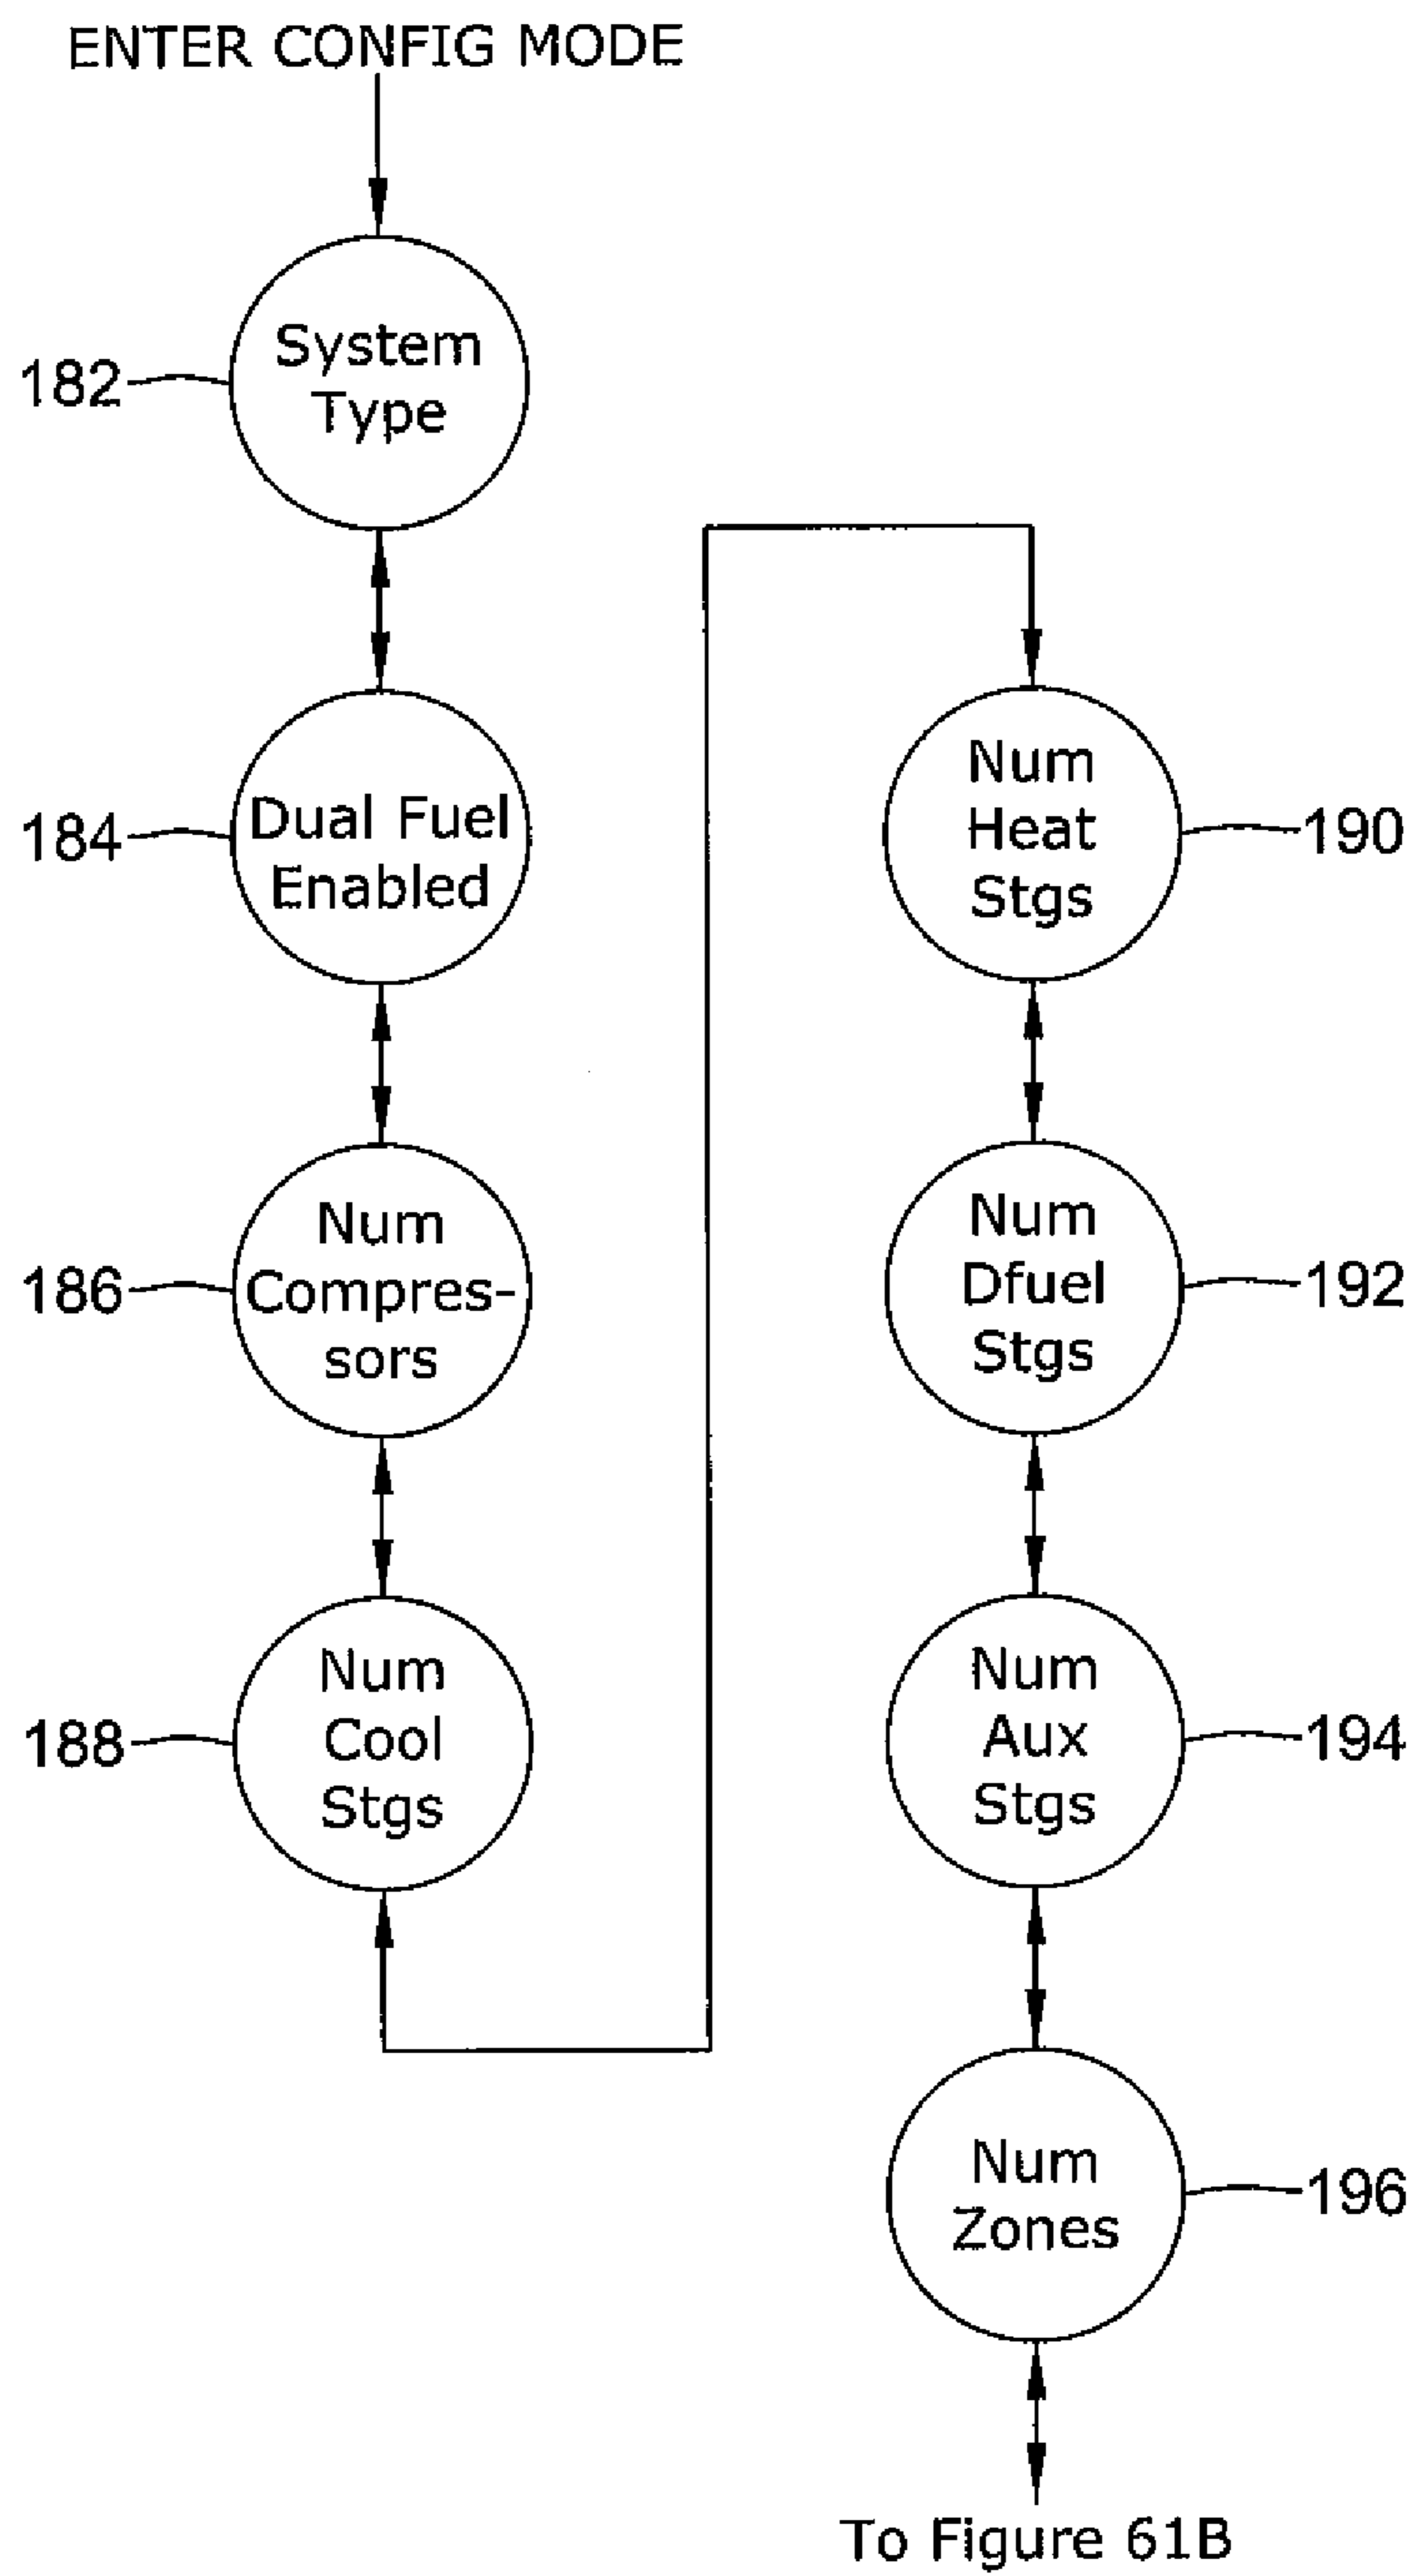 ENTER CONFIG MODE
System
Type
182
184
Dual Fuel
Enabled
186
Num
Compres-
sors
188
Num
Cool
Stgs
Num
Heat
Stgs
190
Num
Dfuel
Stgs
192
Num
Aux
Stgs
194
Num
Zones
196
To Figure 61B